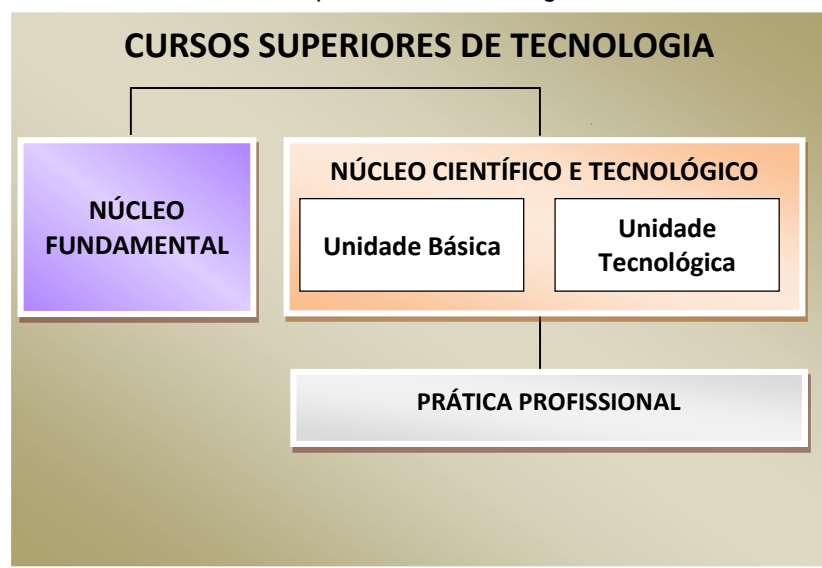 CURSOS SUPERIORES DE TECNOLOGIA
NÚCLEO
FUNDAMENTAL
NÚCLEO CIENTÍFICO E TECNOLÓGICO
Unidade Básica
Unidade
Tecnológica
PRÁTICA PROFISSIONAL